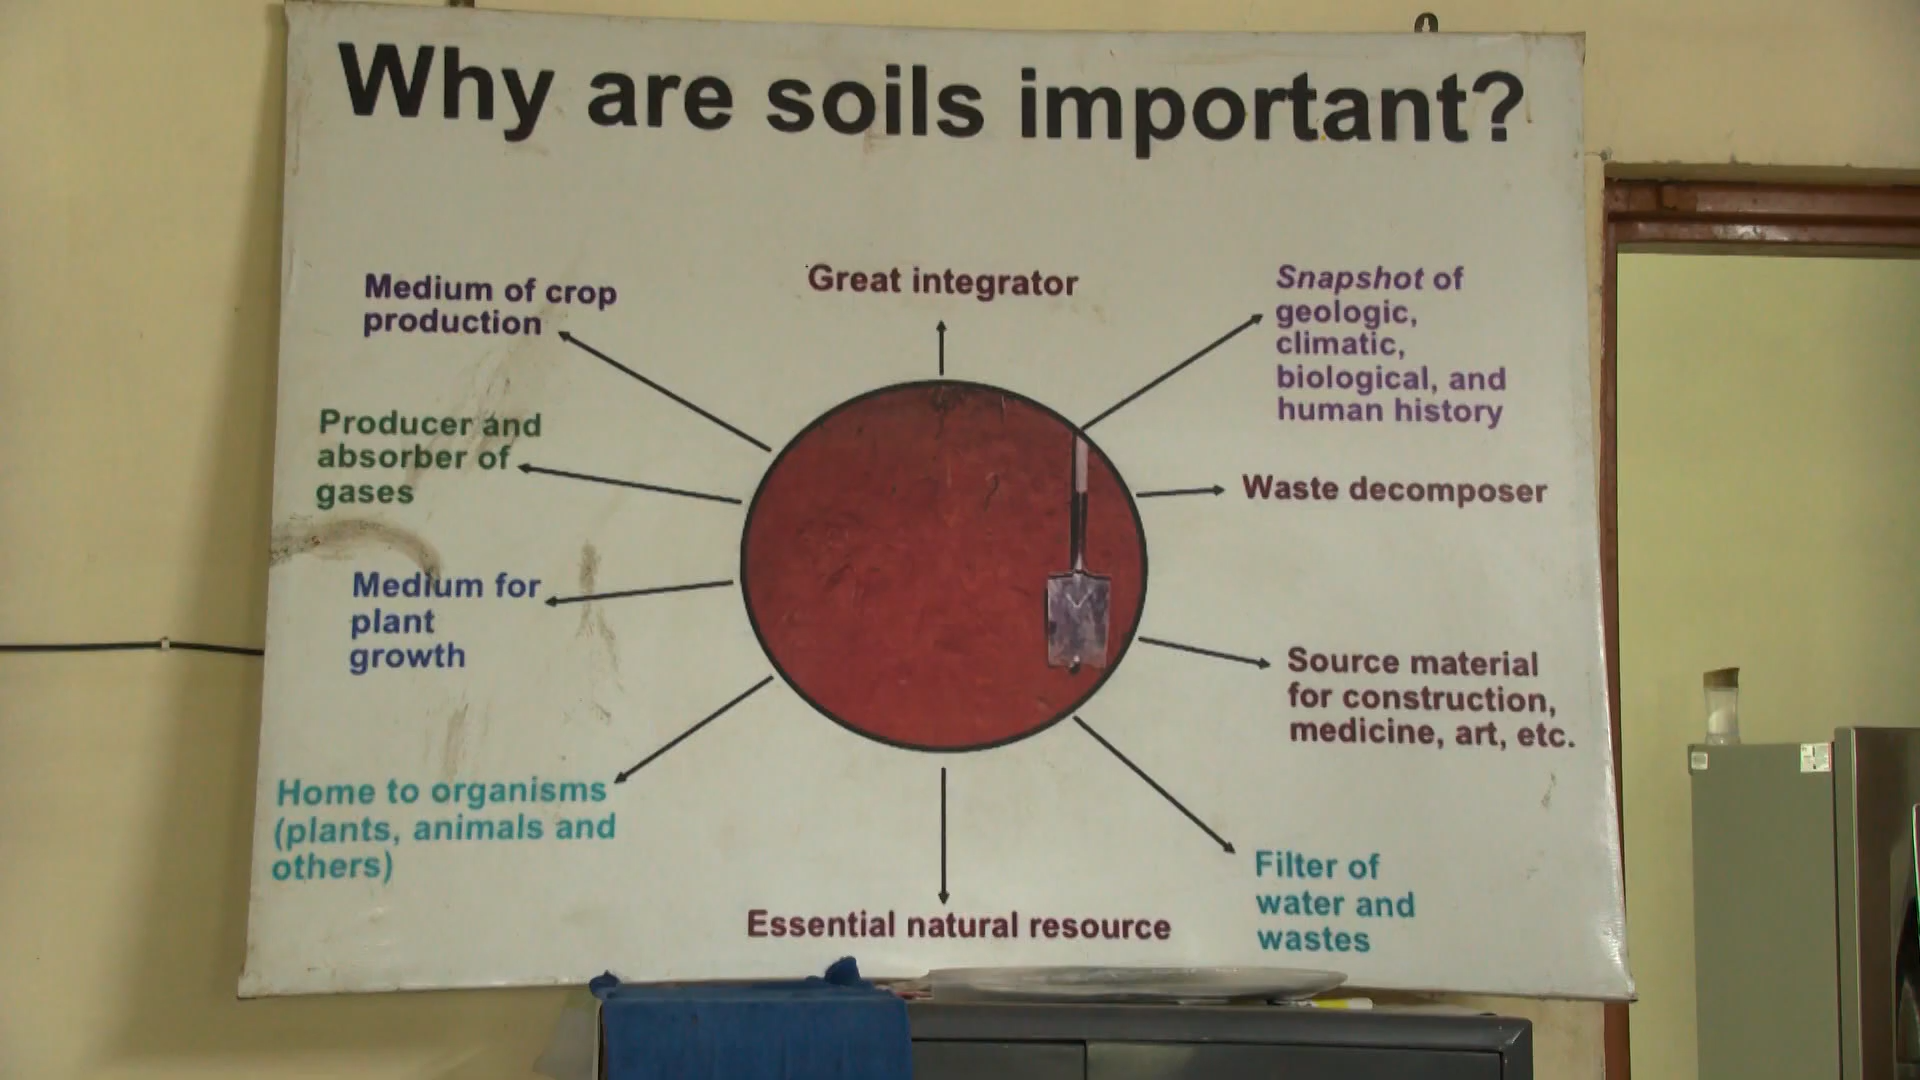 Why are soils important?
Medium of crop
production
Great integrator
Snapshot of
geologic,
climatic,
biological, and
human history
Producer and
absorber of
gases
Waste decomposer
Medium for
plant
growth
Source material
for construction,
medicine, art, etc.
Home to organisms
(plants, animals and
others)
Filter of
water and
wastes
Essential natural resource